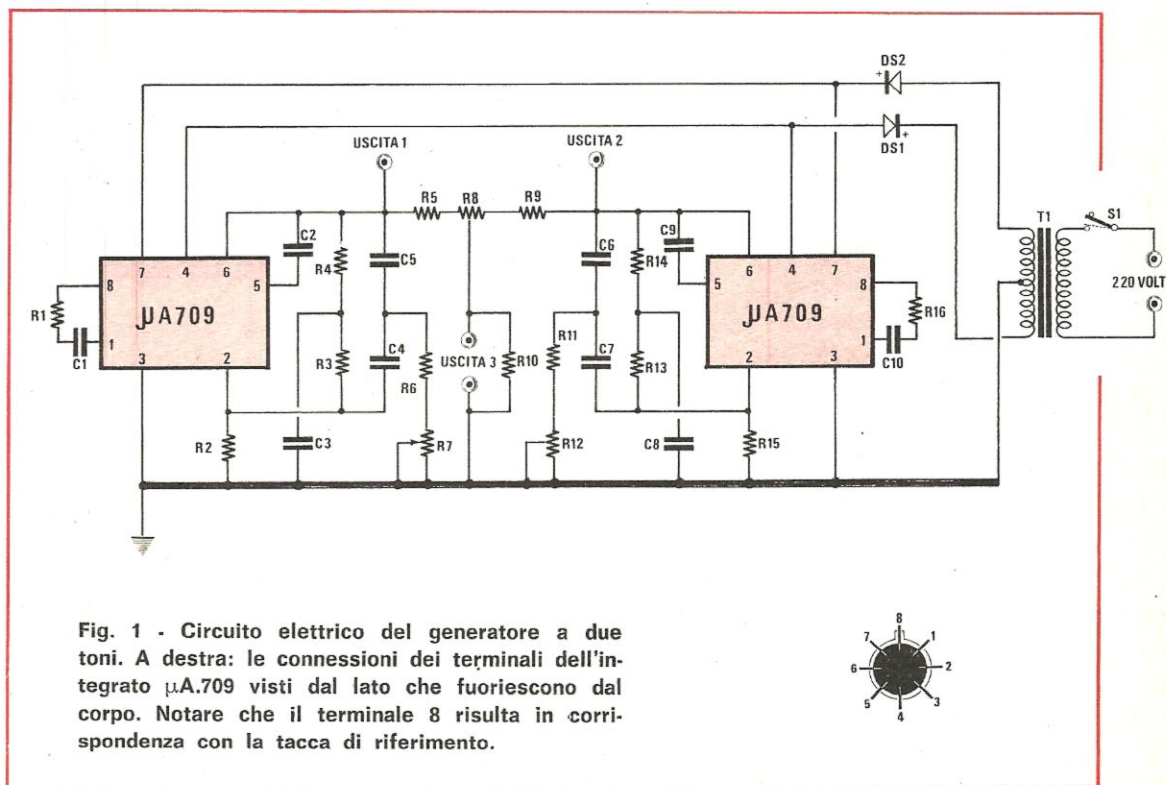 DS2
+
DS1
+
USCITA 1
USCITA 2
R5
R8
R9
T1
S1
C2
R4
C5
C6
R14
C9
7
4
6
5
8
1
3
2
µA709
R1
C1
6
4
7
5
8
1
2
3
µA709
R16
C10
220 VOLT
R3
C4
R6
USCITA 3
R10
R11
C7
R13
R2
C3
R7
R12
C8
R15
Fig. 1 - Circuito elettrico del generatore a due
toni. A destra: le connessioni dei terminali dell'in-
tegrato µA.709 visti dal lato che fuoriescono dal
corpo. Notare che il terminale 8 risulta in corri-
spondenza con la tacca di riferimento.
8
7
1
6
2
5
3
4